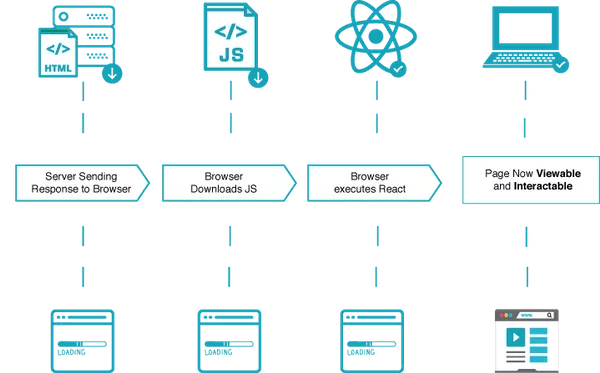 </>
HTML
</>
JS
Server Sending
Response to Browser
Browser
Downloads JS
Browser
executes React
Page Now Viewable
and Interactable
LOADING
LOADING
LOADING
www.